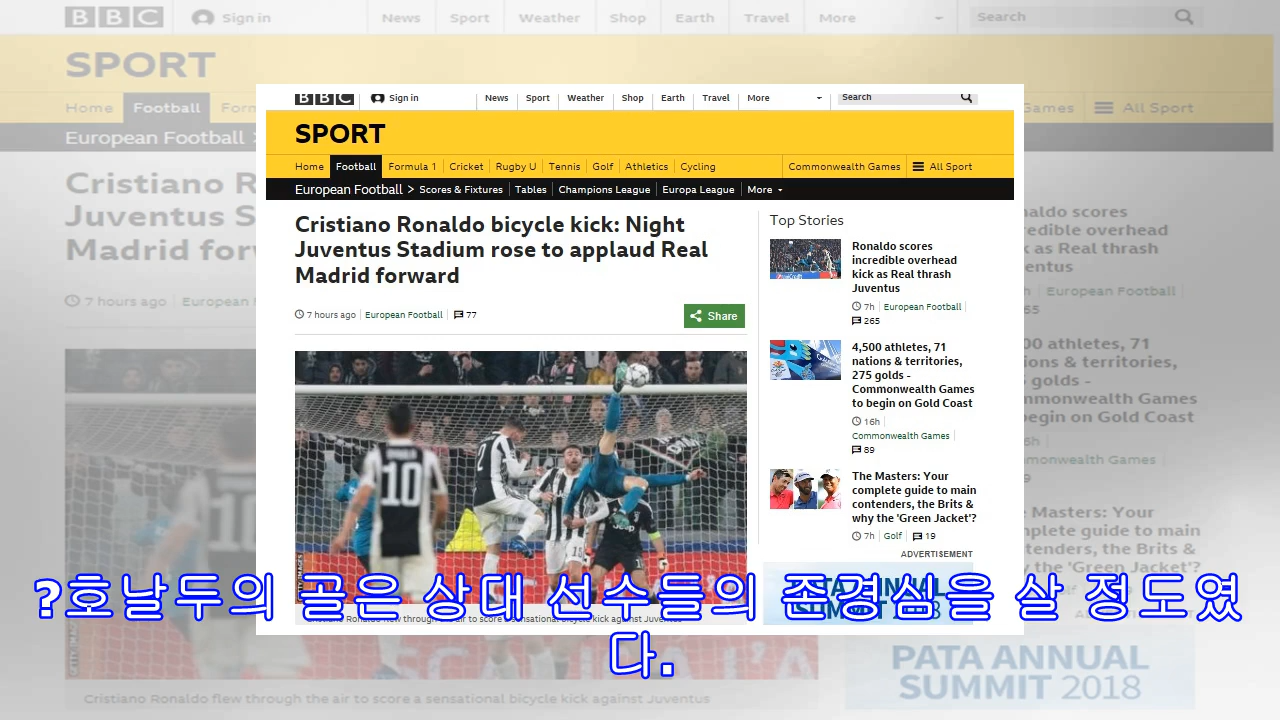 BBC Sign in News Sport Weather Shop Earth Travel More Search
SPORT
Home Football Formula 1 Cricket Rugby U Tennis Golf Athletics Cycling Commonwealth Games All Sport
European Football > Scores & Fixtures Tables Champions League Europa League More
Cristiano Ronaldo bicycle kick: Night
Juventus Stadium rose to applaud Real
Madrid forward
7 hours ago European Football 77
Share
10
2
Top Stories
Ronaldo scores
incredible overhead
kick as Real thrash
Juventus
7h European Football
265
4,500 athletes, 71
nations & territories,
275 golds -
Commonwealth Games
to begin on Gold Coast
16h
Commonwealth Games
89
The Masters: Your
complete guide to main
contenders, the Brits &
why the 'Green Jacket'?
7h Golf 19
ADVERTISEMENT
PATA ANNUAL
SUMMIT 2018
?호날두의 골은 상대 선수들의 존경심을 살 정도였
다.
Cristiano Ronaldo flew through the air to score a sensational bicycle kick against Juventus